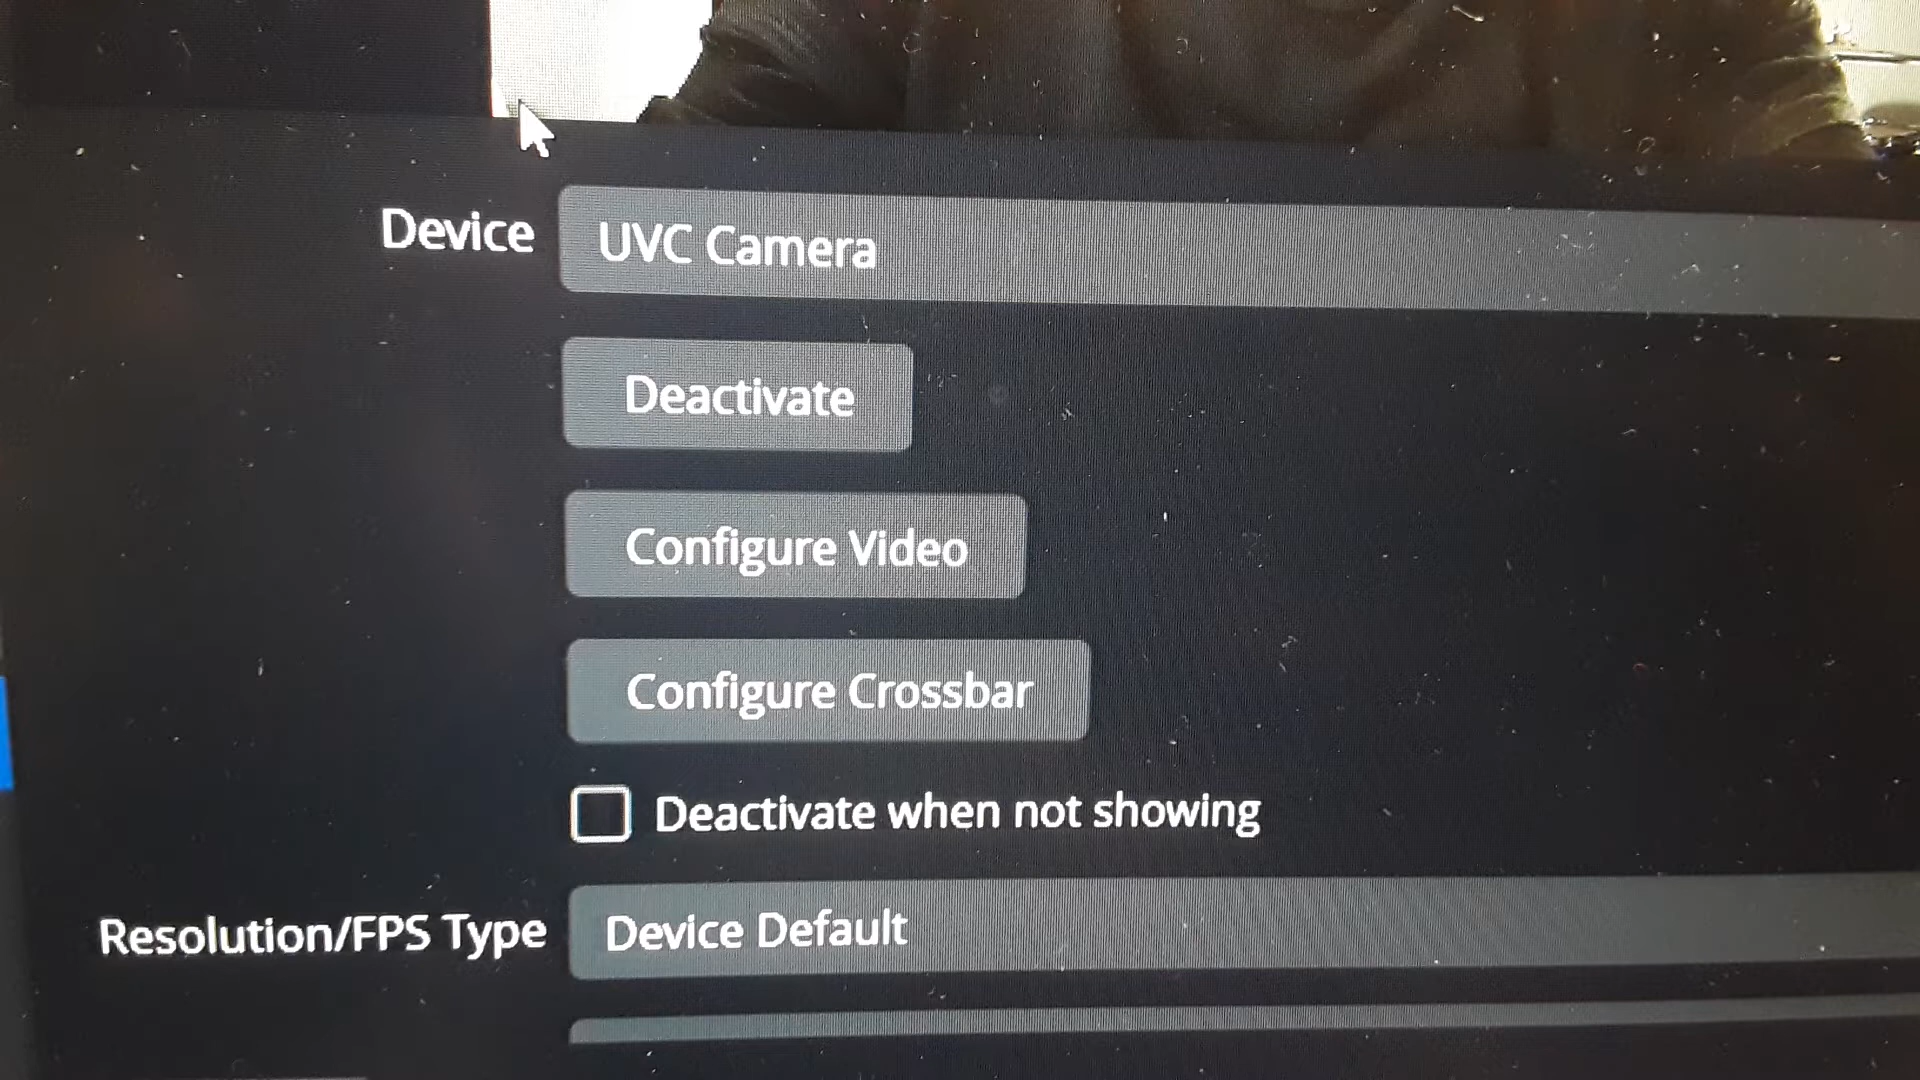 Device UVC Camera
Deactivate
Configure Video
Configure Crossbar
Deactivate when not showing
Resolution/FPS Type Device Default